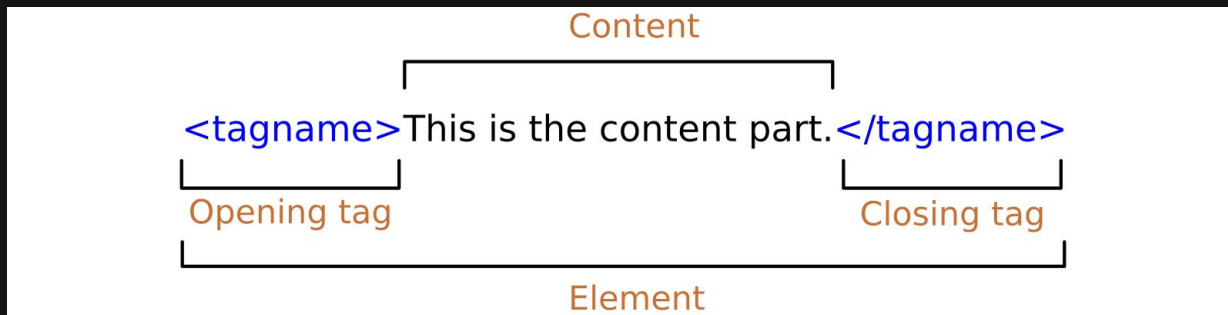 Content
<tagname>This is the content part.</tagname>
Opening tag
Closing tag
Element